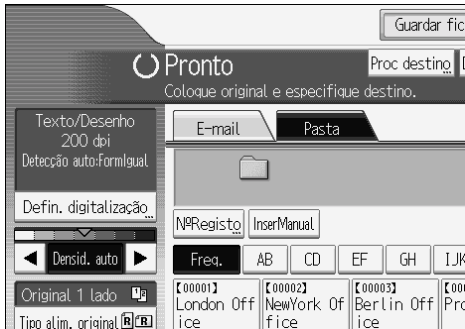 Guardar fic
Pronto
Proc destino
Coloque original e especifique destino.
Texto/Desenho
200 dpi
Detecção auto:FormIgual
E-mail
Pasta
Defin. digitalização
NºRegisto
InserManual
Densid. auto
Freq.
AB
CD
EF
GH
IJK
Original 1 lado
Tipo alim. original
[00001]
London Off
ice
[00002]
NewYork Of
fice
[00003]
Berlin Off
ice